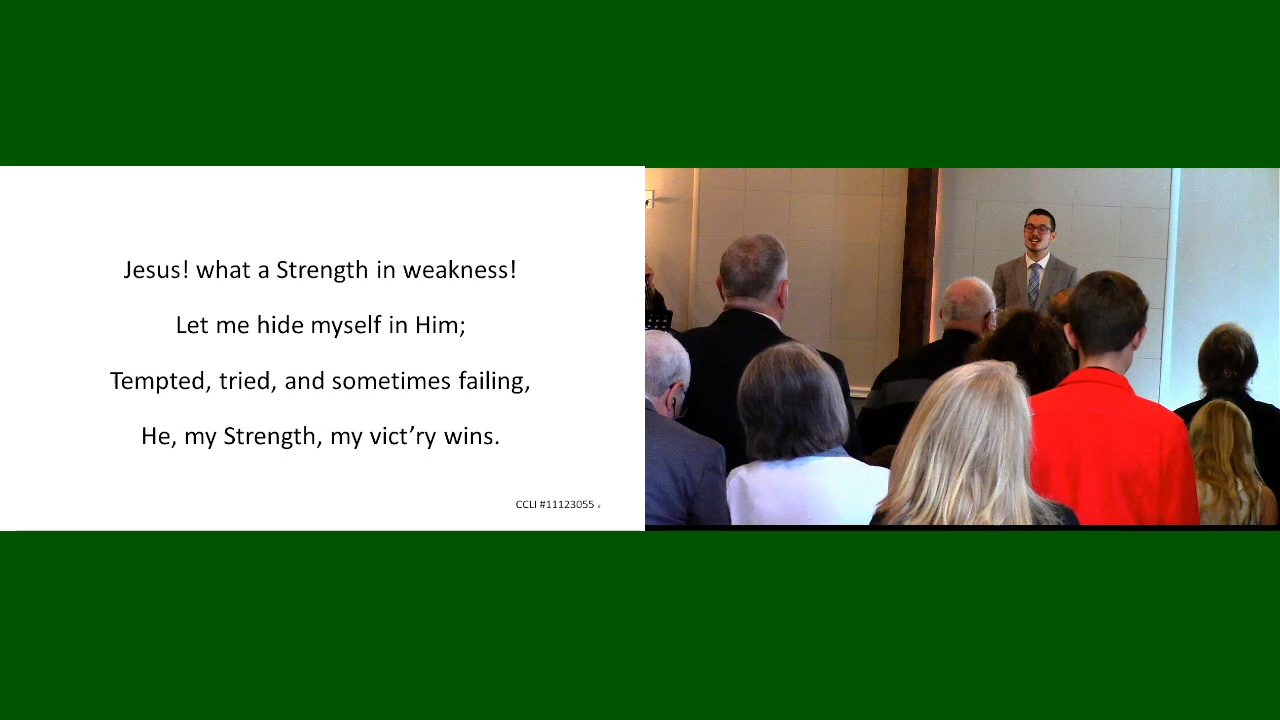 Jesus! what a Strength in weakness!
Let me hide myself in Him;
Tempted, tried, and sometimes failing,
He, my Strength, my vict’ry wins.
CCLI #11123055